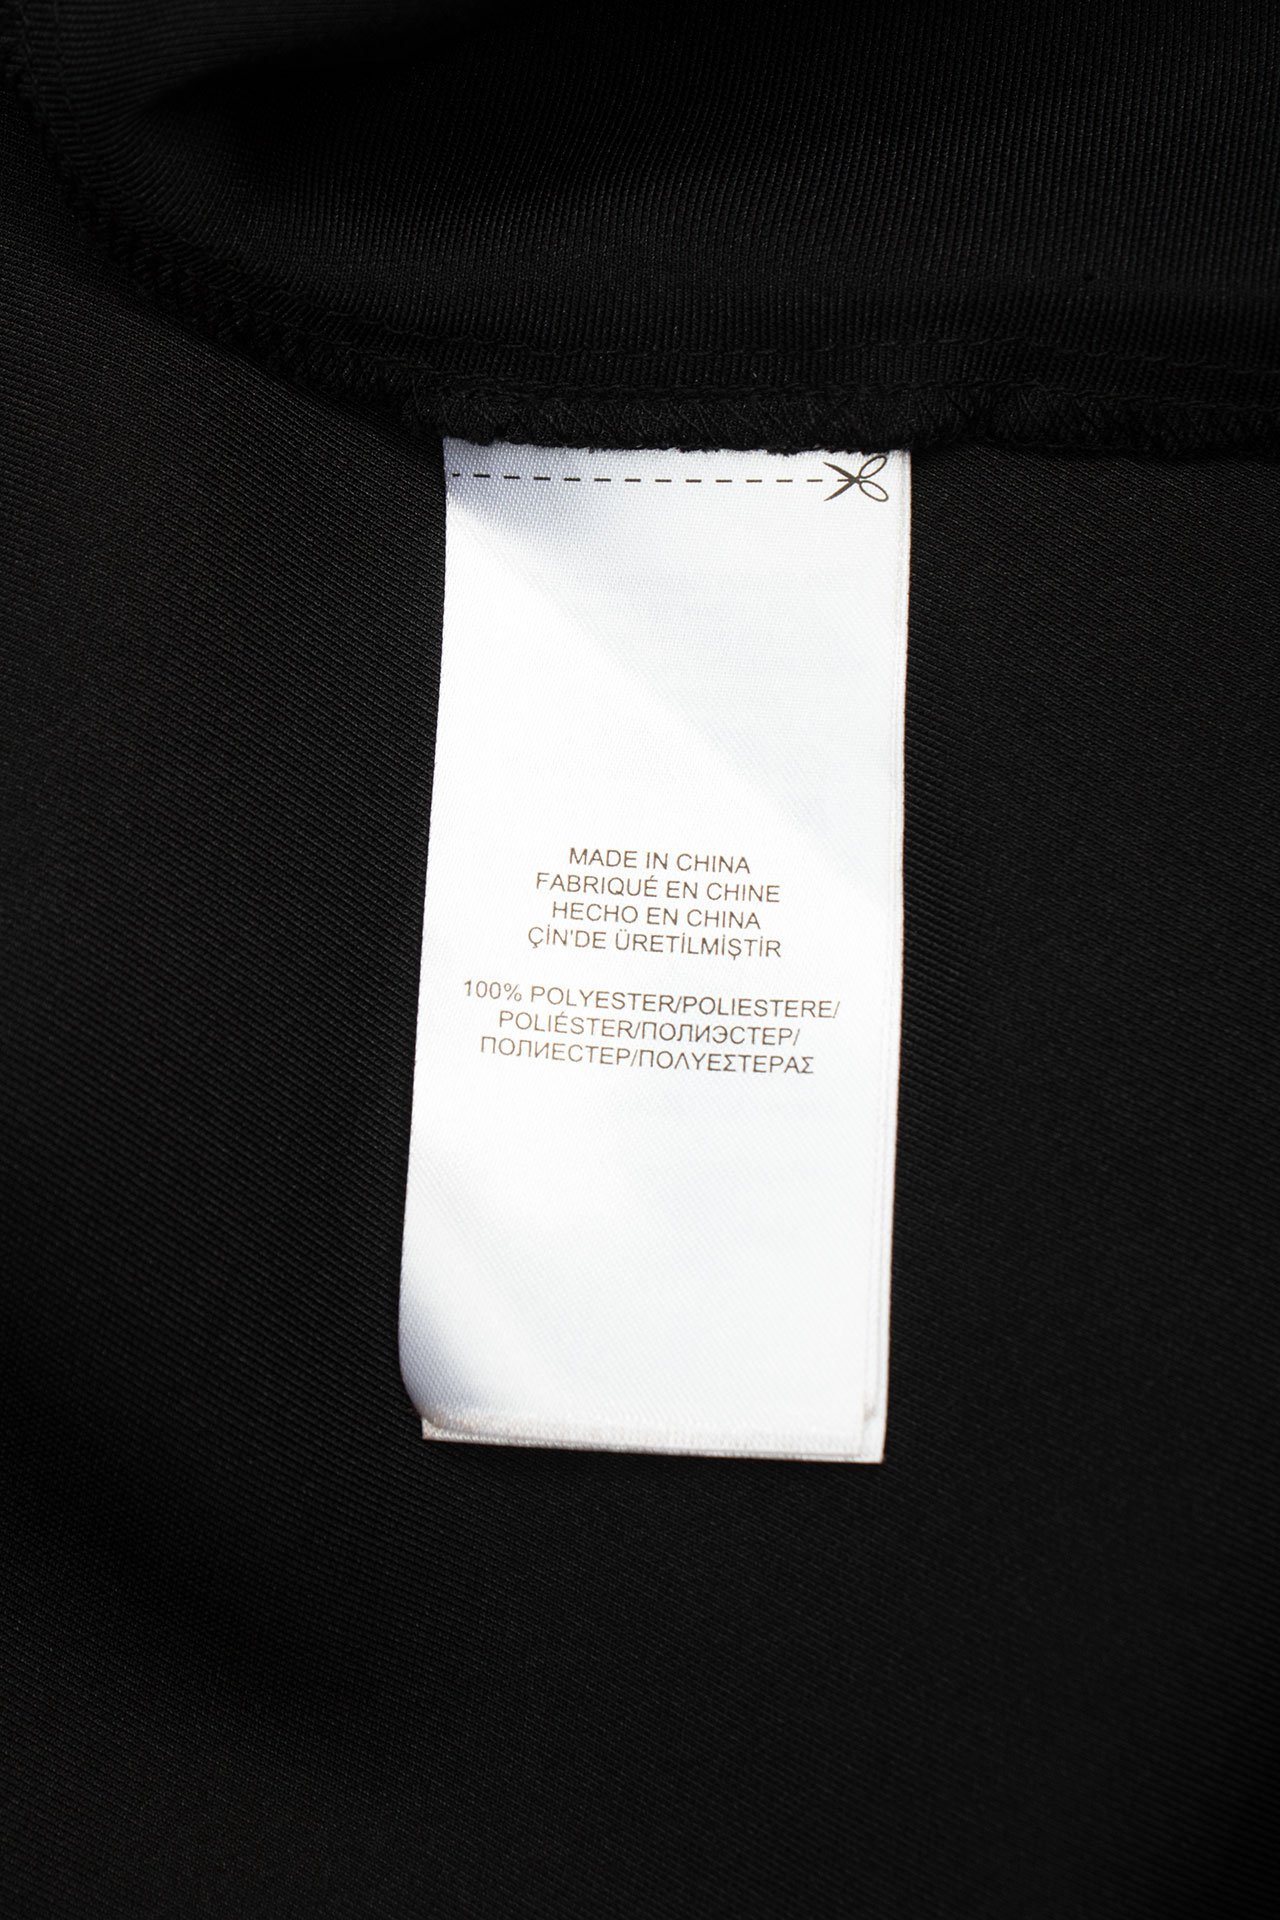 MADE IN CHINA
FABRIQUÉ EN CHINE
HECHO EN CHINA
ÇİN'DE ÜRETİLMİŞTİR
100% POLYESTER/POLIESTERE/
POLIÉSTER/ПОЛИЭСТЕР/
ПОЛИЕСТЕР/ΠΟΛΥΕΣΤΕΡΑΣ